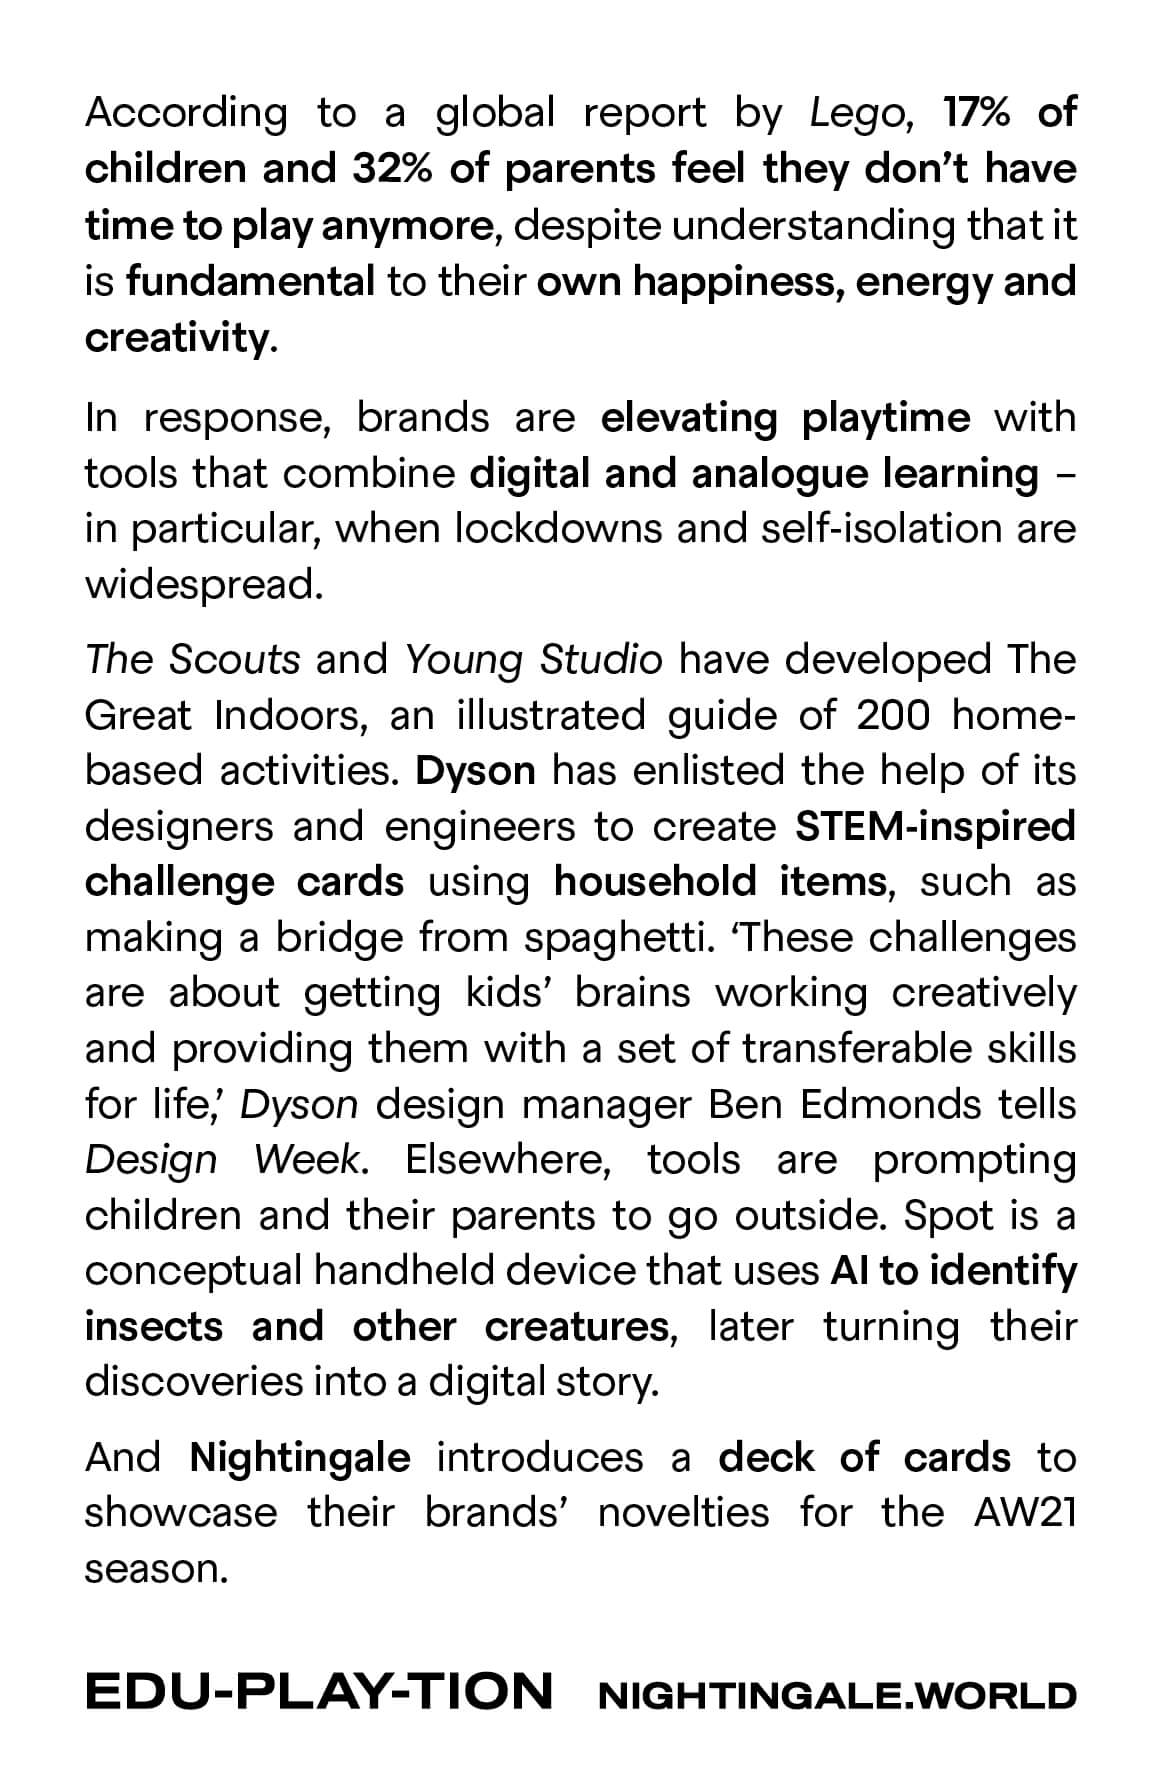 According to a global report by Lego, 17% of
children and 32% of parents feel they don’t have
time to play anymore, despite understanding that it
is fundamental to their own happiness, energy and
creativity.
In response, brands are elevating playtime with
tools that combine digital and analogue learning –
in particular, when lockdowns and self-isolation are
widespread.
The Scouts and Young Studio have developed The
Great Indoors, an illustrated guide of 200 home-
based activities. Dyson has enlisted the help of its
designers and engineers to create STEM-inspired
challenge cards using household items, such as
making a bridge from spaghetti. ‘These challenges
are about getting kids’ brains working creatively
and providing them with a set of transferable skills
for life,’ Dyson design manager Ben Edmonds tells
Design Week. Elsewhere, tools are prompting
children and their parents to go outside. Spot is a
conceptual handheld device that uses AI to identify
insects and other creatures, later turning their
discoveries into a digital story.
And Nightingale introduces a deck of cards to
showcase their brands’ novelties for the AW21
season.
EDU-PLAY-TION NIGHTINGALE.WORLD